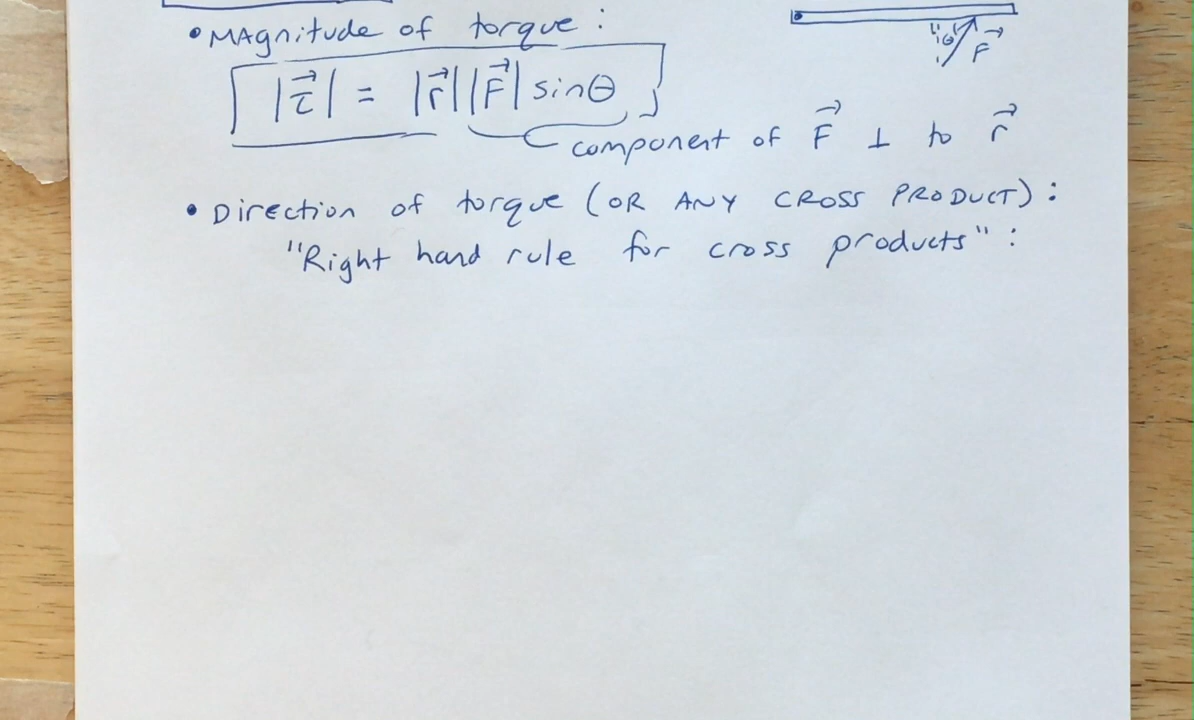 • Magnitude of torque :
|τ⃗| = |r⃗||F⃗| sinθ
θ F⃗
component of F⃗ ⊥ to r⃗
• Direction of torque (OR ANY CROSS PRODUCT) :
"Right hand rule for cross products" :